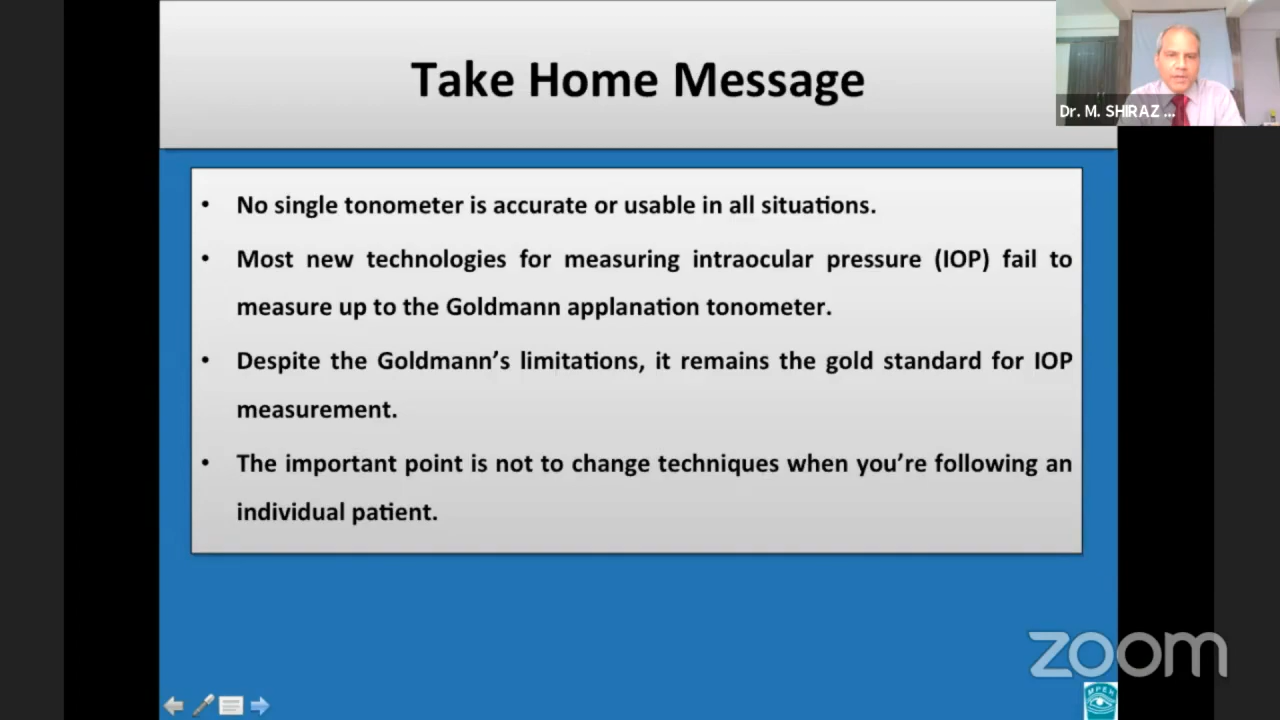 Take Home Message
Dr. M. SHIRAZ ...
• No single tonometer is accurate or usable in all situations.
• Most new technologies for measuring intraocular pressure (IOP) fail to
measure up to the Goldmann applanation tonometer.
• Despite the Goldmann’s limitations, it remains the gold standard for IOP
measurement.
• The important point is not to change techniques when you’re following an
individual patient.
zoom
MPEH